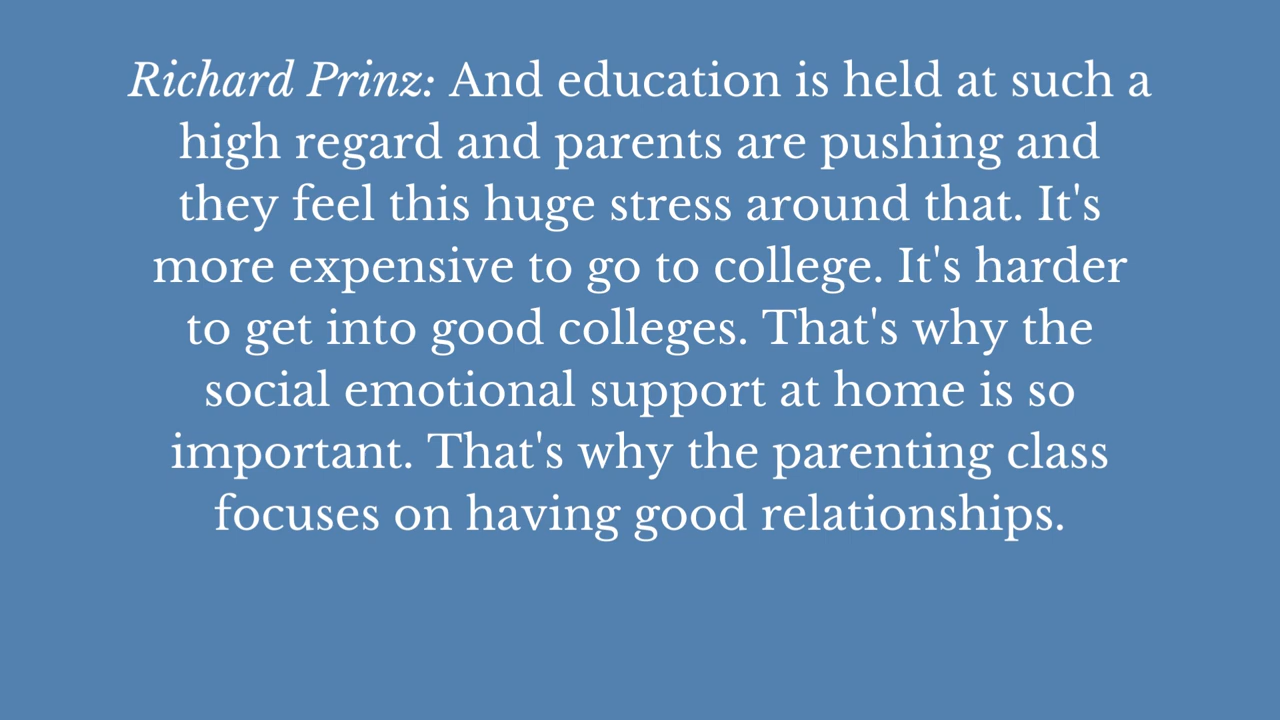 Richard Prinz: And education is held at such a
high regard and parents are pushing and
they feel this huge stress around that. It's
more expensive to go to college. It's harder
to get into good colleges. That's why the
social emotional support at home is so
important. That's why the parenting class
focuses on having good relationships.